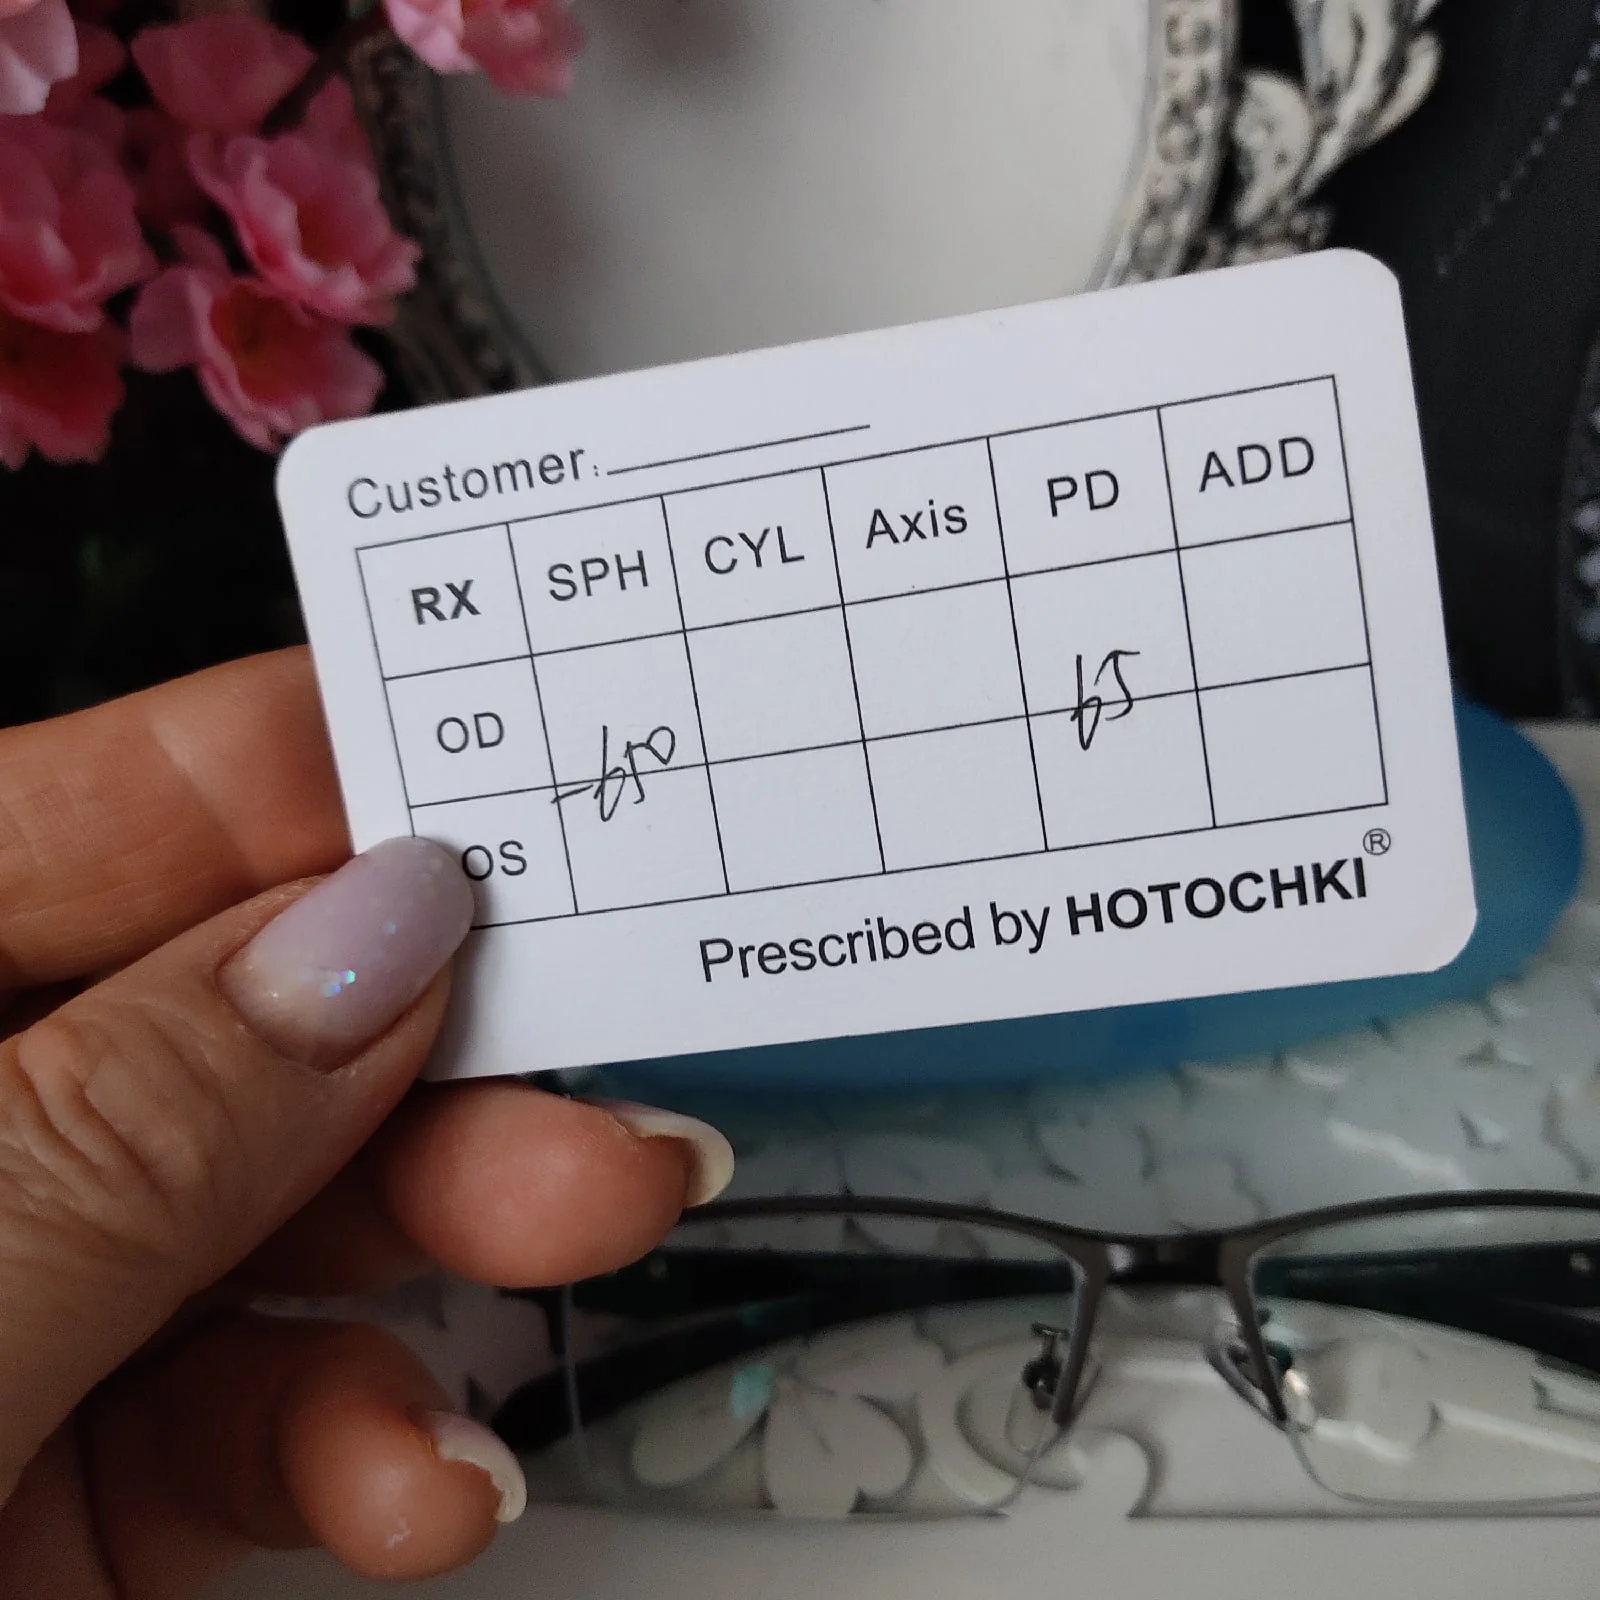 Customer:
RX SPH CYL Axis PD ADD
OD
-650 65
OS
Prescribed by HOTOCHKI®